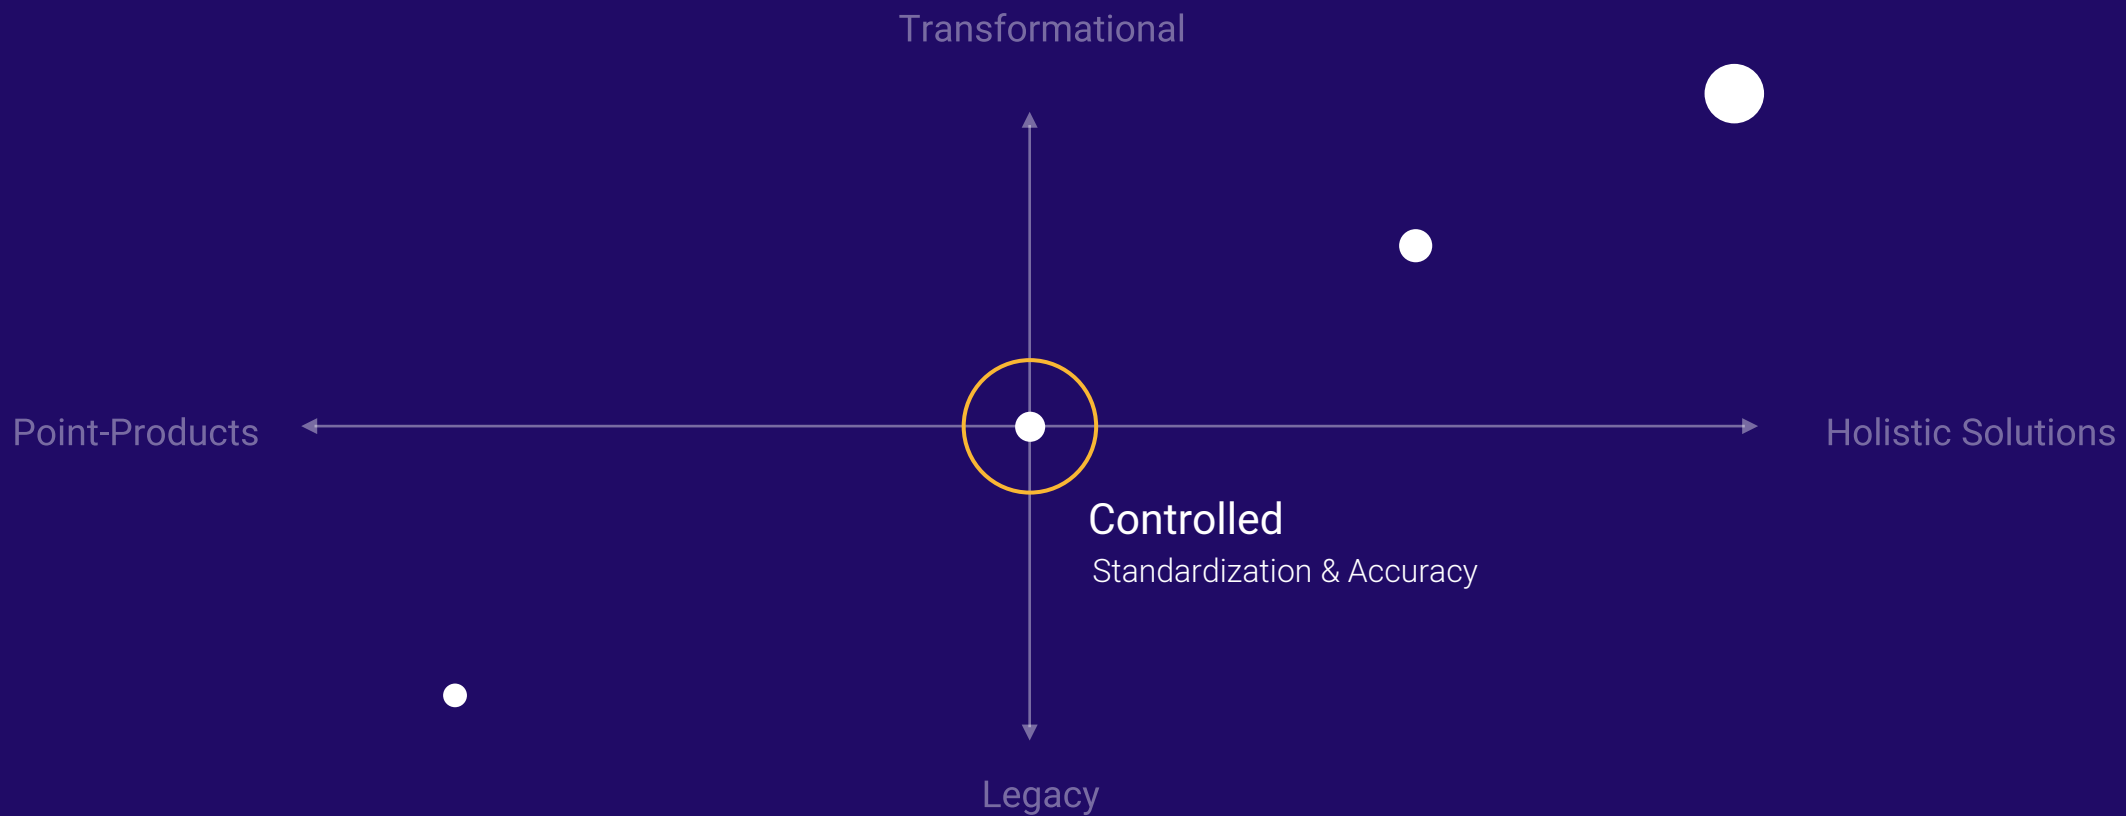 Transformational
Point-Products
Holistic Solutions
Controlled
Standardization & Accuracy
Legacy